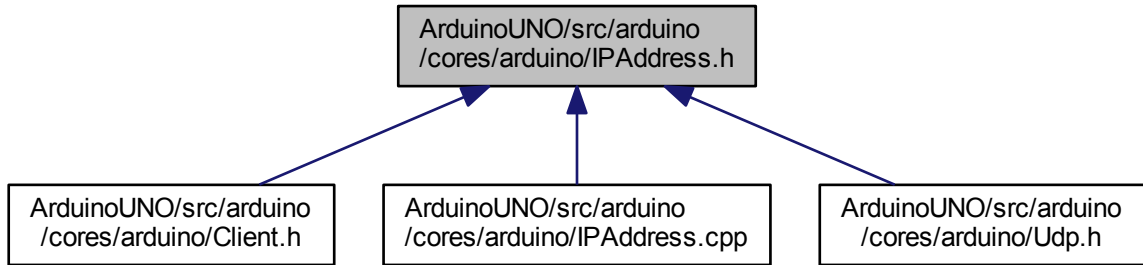 ArduinoUNO/src/arduino
/cores/arduino/IPAddress.h
ArduinoUNO/src/arduino
/cores/arduino/Client.h
ArduinoUNO/src/arduino
/cores/arduino/IPAddress.cpp
ArduinoUNO/src/arduino
/cores/arduino/Udp.h